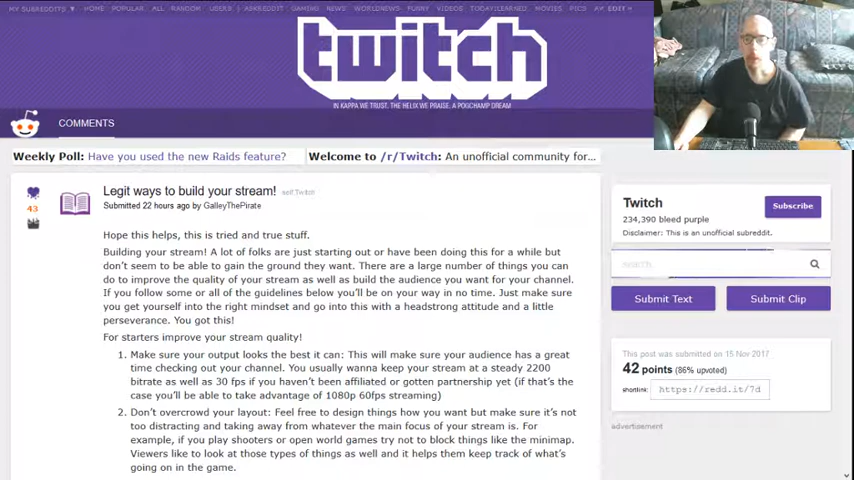 MY SUBREDDITS ▼ HOME POPULAR ALL RANDOM USERS | ASKREDDIT GAMING NEWS WORLDNEWS FUNNY VIDEOS TODAYILEARNED MOVIES PICS EDIT »
twitch
IN KAPPA WE TRUST, THE HELIX WE PRAISE; A POGCHAMP DREAM
COMMENTS
Weekly Poll: Have you used the new Raids feature?
Welcome to /r/Twitch: An unofficial community for...
Legit ways to build your stream! self.Twitch
Submitted 22 hours ago by GalleyThePirate
43
Hope this helps, this is tried and true stuff.
Building your stream! A lot of folks are just starting out or have been doing this for a while but
don't seem to be able to gain the ground they want. There are a large number of things you can
do to improve the quality of your stream as well as build the audience you want for your channel.
If you follow some or all of the guidelines below you'll be on your way in no time. Just make sure
you get yourself into the right mindset and go into this with a headstrong attitude and a little
perseverance. You got this!
For starters improve your stream quality!
1. Make sure your output looks the best it can: This will make sure your audience has a great
time checking out your channel. You usually wanna keep your stream at a steady 2200
bitrate as well as 30 fps if you haven't been affiliated or gotten partnership yet (if that's the
case you'll be able to take advantage of 1080p 60fps streaming)
2. Don't overcrowd your layout: Feel free to design things how you want but make sure it's not
too distracting and taking away from whatever the main focus of your stream is. For
example, if you play shooters or open world games try not to block things like the minimap.
Viewers like to look at those types of things as well and it helps them keep track of what's
going on in the game.
Twitch
Subscribe
234,390 bleed purple
Disclaimer: This is an unofficial subreddit.
search
Submit Text
Submit Clip
This post was submitted on 15 Nov 2017
42 points (86% upvoted)
shortlink: https://redd.it/7d
advertisement